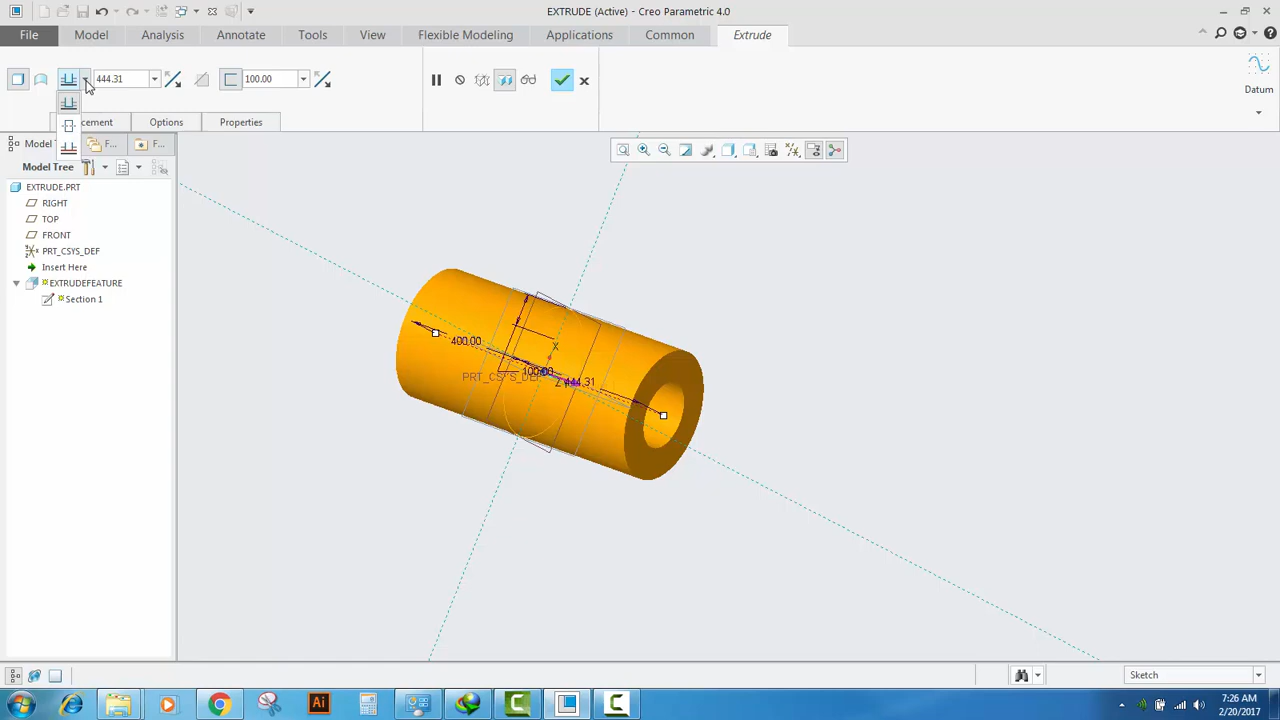 EXTRUDE (Active) - Creo Parametric 4.0
File Model Analysis Annotate Tools View Flexible Modeling Applications Common Extrude
444.31 100.00
Datum
cement Options Properties
Model F... F...
Model Tree
EXTRUDE.PRT
RIGHT
TOP
FRONT
PRT_CSYS_DEF
Insert Here
EXTRUDEFEATURE
Section 1
400.00
X
100.00
PRT_CSYS_DEF
Z
444.31
Sketch
Ai
7:26 AM
2/20/2017